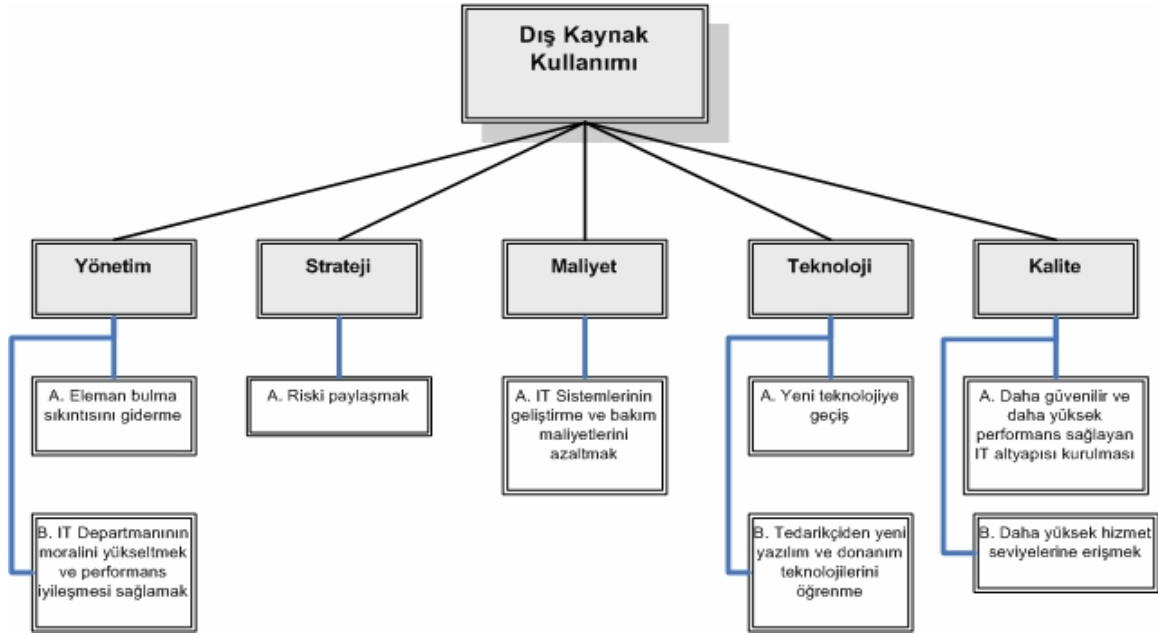 Dış Kaynak
Kullanımı
Yönetim
Strateji
Maliyet
Teknoloji
Kalite
A. Eleman bulma
sıkıntısını giderme
A. Riski paylaşmak
A. IT Sistemlerinin
geliştirme ve bakım
maliyetlerini
azaltmak
A. Yeni teknolojiye
geçiş
A. Daha güvenilir ve
daha yüksek
performans sağlayan
IT altyapısı kurulması
B. IT Departmanının
moralini yükseltmek
ve performans
iyileşmesi sağlamak
B. Tedarikçiden yeni
yazılım ve donanım
teknolojilerini
öğrenme
B. Daha yüksek hizmet
seviyelerine erişmek